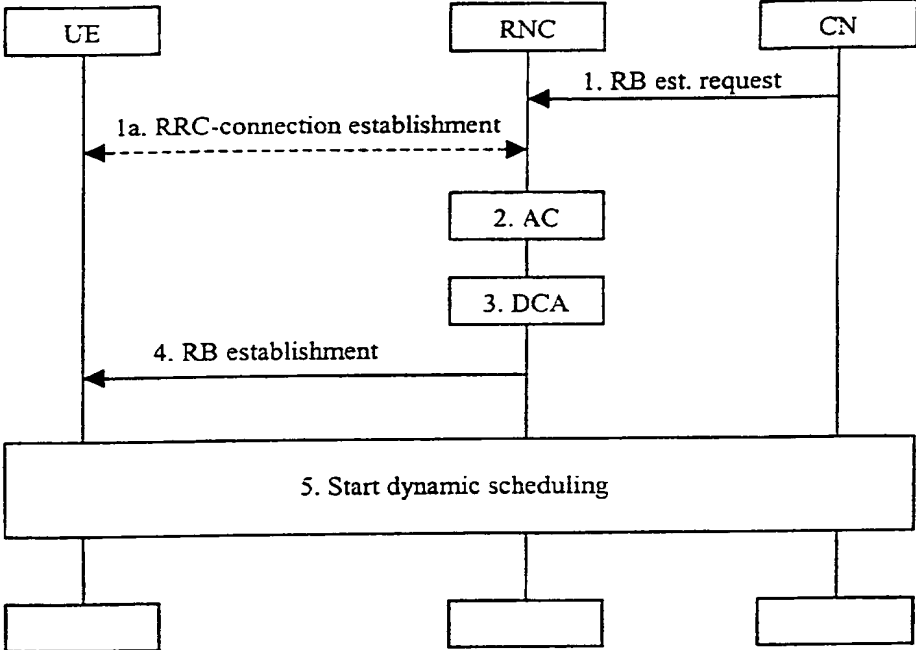 UE
RNC
CN
1. RB est. request
1a. RRC-connection establishment
2. AC
3. DCA
4. RB establishment
5. Start dynamic scheduling